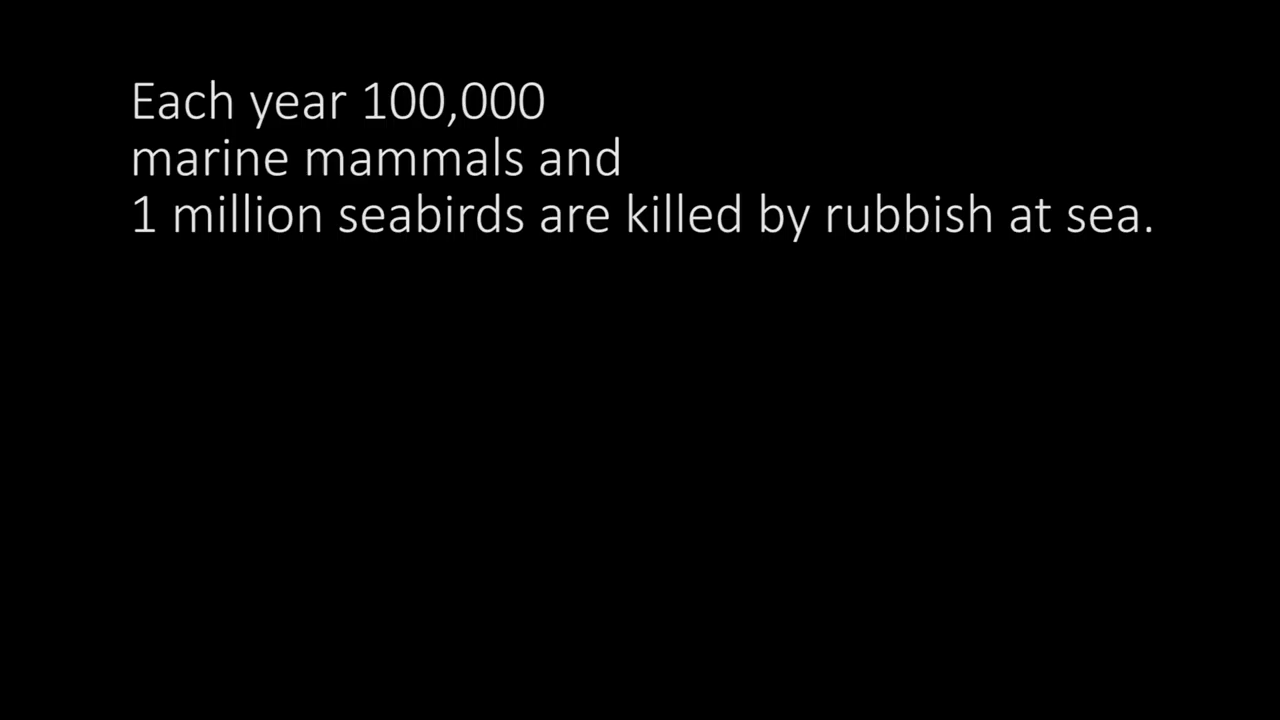 Each year 100,000
marine mammals and
1 million seabirds are killed by rubbish at sea.